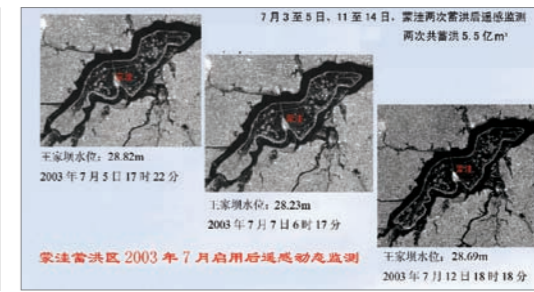 7月3至5日、11至14日,蒙洼两次蓄洪后遥感监测
两次共蓄洪5.5亿m³
蒙洼
王家坝水位:28.82m
2003年7月5日17时22分
蒙洼
王家坝水位:28.23m
2003年7月7日6时17分
蒙洼
王家坝水位:28.69m
2003年7月12日18时18分
蒙洼蓄洪区2003年7月启用后遥感动态监测